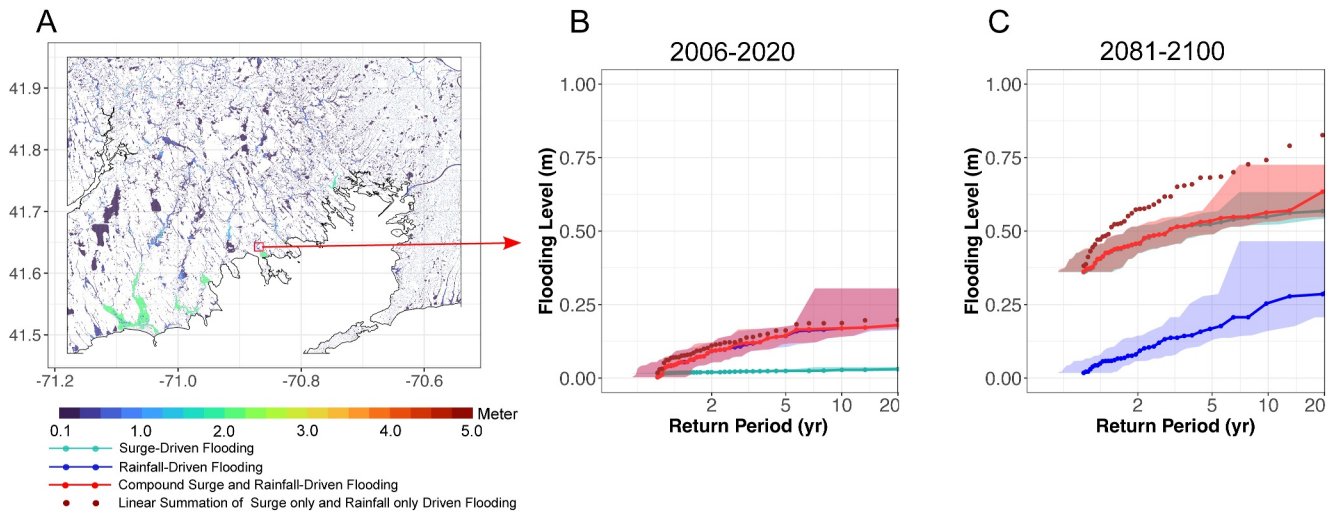 A
B
C
2006-2020
2081-2100
41.9
41.8
41.7
41.6
41.5
-71.2
-71.0
-70.8
-70.6
Flooding Level (m)
1.00
0.75
0.50
0.25
0.00
2
5
10
20
Return Period (yr)
Flooding Level (m)
1.00
0.75
0.50
0.25
0.00
2
5
10
20
Return Period (yr)
Meter
0.1 1.0 2.0 3.0 4.0 5.0
Surge-Driven Flooding
Rainfall-Driven Flooding
Compound Surge and Rainfall-Driven Flooding
Linear Summation of Surge only and Rainfall only Driven Flooding